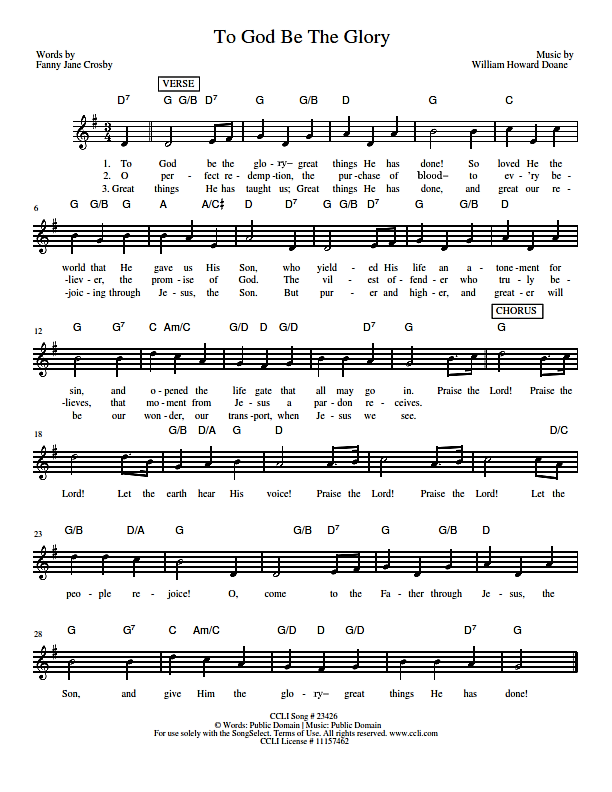 To God Be The Glory
Words by
Fanny Jane Crosby
Music by
William Howard Doane
VERSE
D7 G G/B D7 G G/B D G C
3/4
1. To God be the glo - ry– great things He has done! So loved He the
2. O per - fect re - demp - tion, the pur - chase of blood– to ev - 'ry be -
3. Great things He has taught us; Great things He has done, and great our re -
6
G G/B G A A/C♯ D D7 G G/B D7 G G/B D
world that He gave us His Son, who yield - ed His life an a - tone - ment for
-liev - er, the prom - ise of God. The vil - est of - fend - er who tru - ly be -
-joic - ing through Je - sus, the Son. But pur - er and high - er, and great - er will
CHORUS
12
G G7 C Am/C G/D D G/D D7 G G
sin, and o - pened the life gate that all may go in. Praise the Lord! Praise the
-lieves, that mo - ment from Je - sus a par - don re - ceives.
be our won - der, our trans - port, when Je - sus we see.
18
G/B D/A G D D/C
Lord! Let the earth hear His voice! Praise the Lord! Praise the Lord! Let the
23
G/B D/A G G/B D7 G G/B D
peo - ple re - joice! O, come to the Fa - ther through Je - sus, the
28
G G7 C Am/C G/D D G/D D7 G
Son, and give Him the glo - ry– great things He has done!
CCLI Song # 23426
© Words: Public Domain | Music: Public Domain
For use solely with the SongSelect. Terms of Use. All rights reserved. www.ccli.com
CCLI License # 11157462